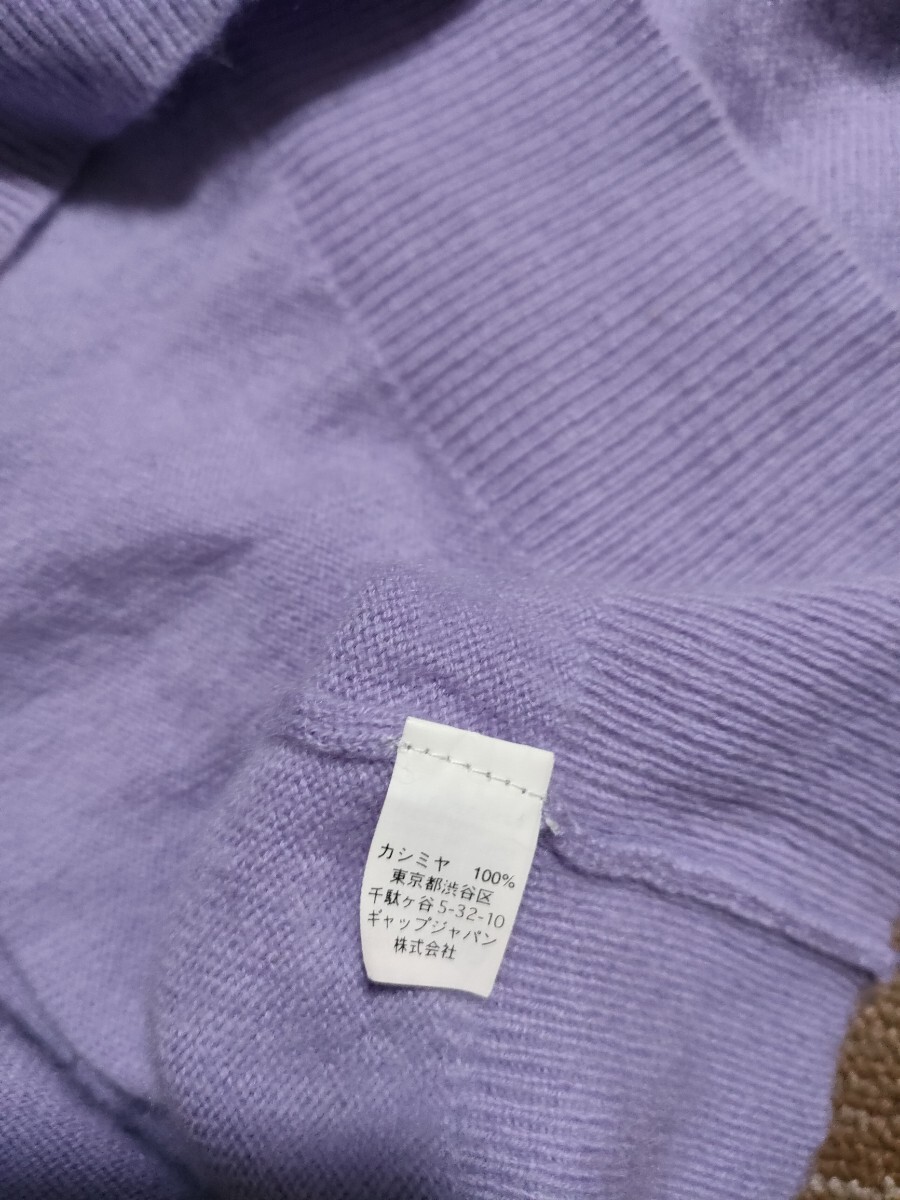 カシミヤ 100%
東京都渋谷区
千駄ヶ谷 5-32-10
ギャップジャパン
株式会社